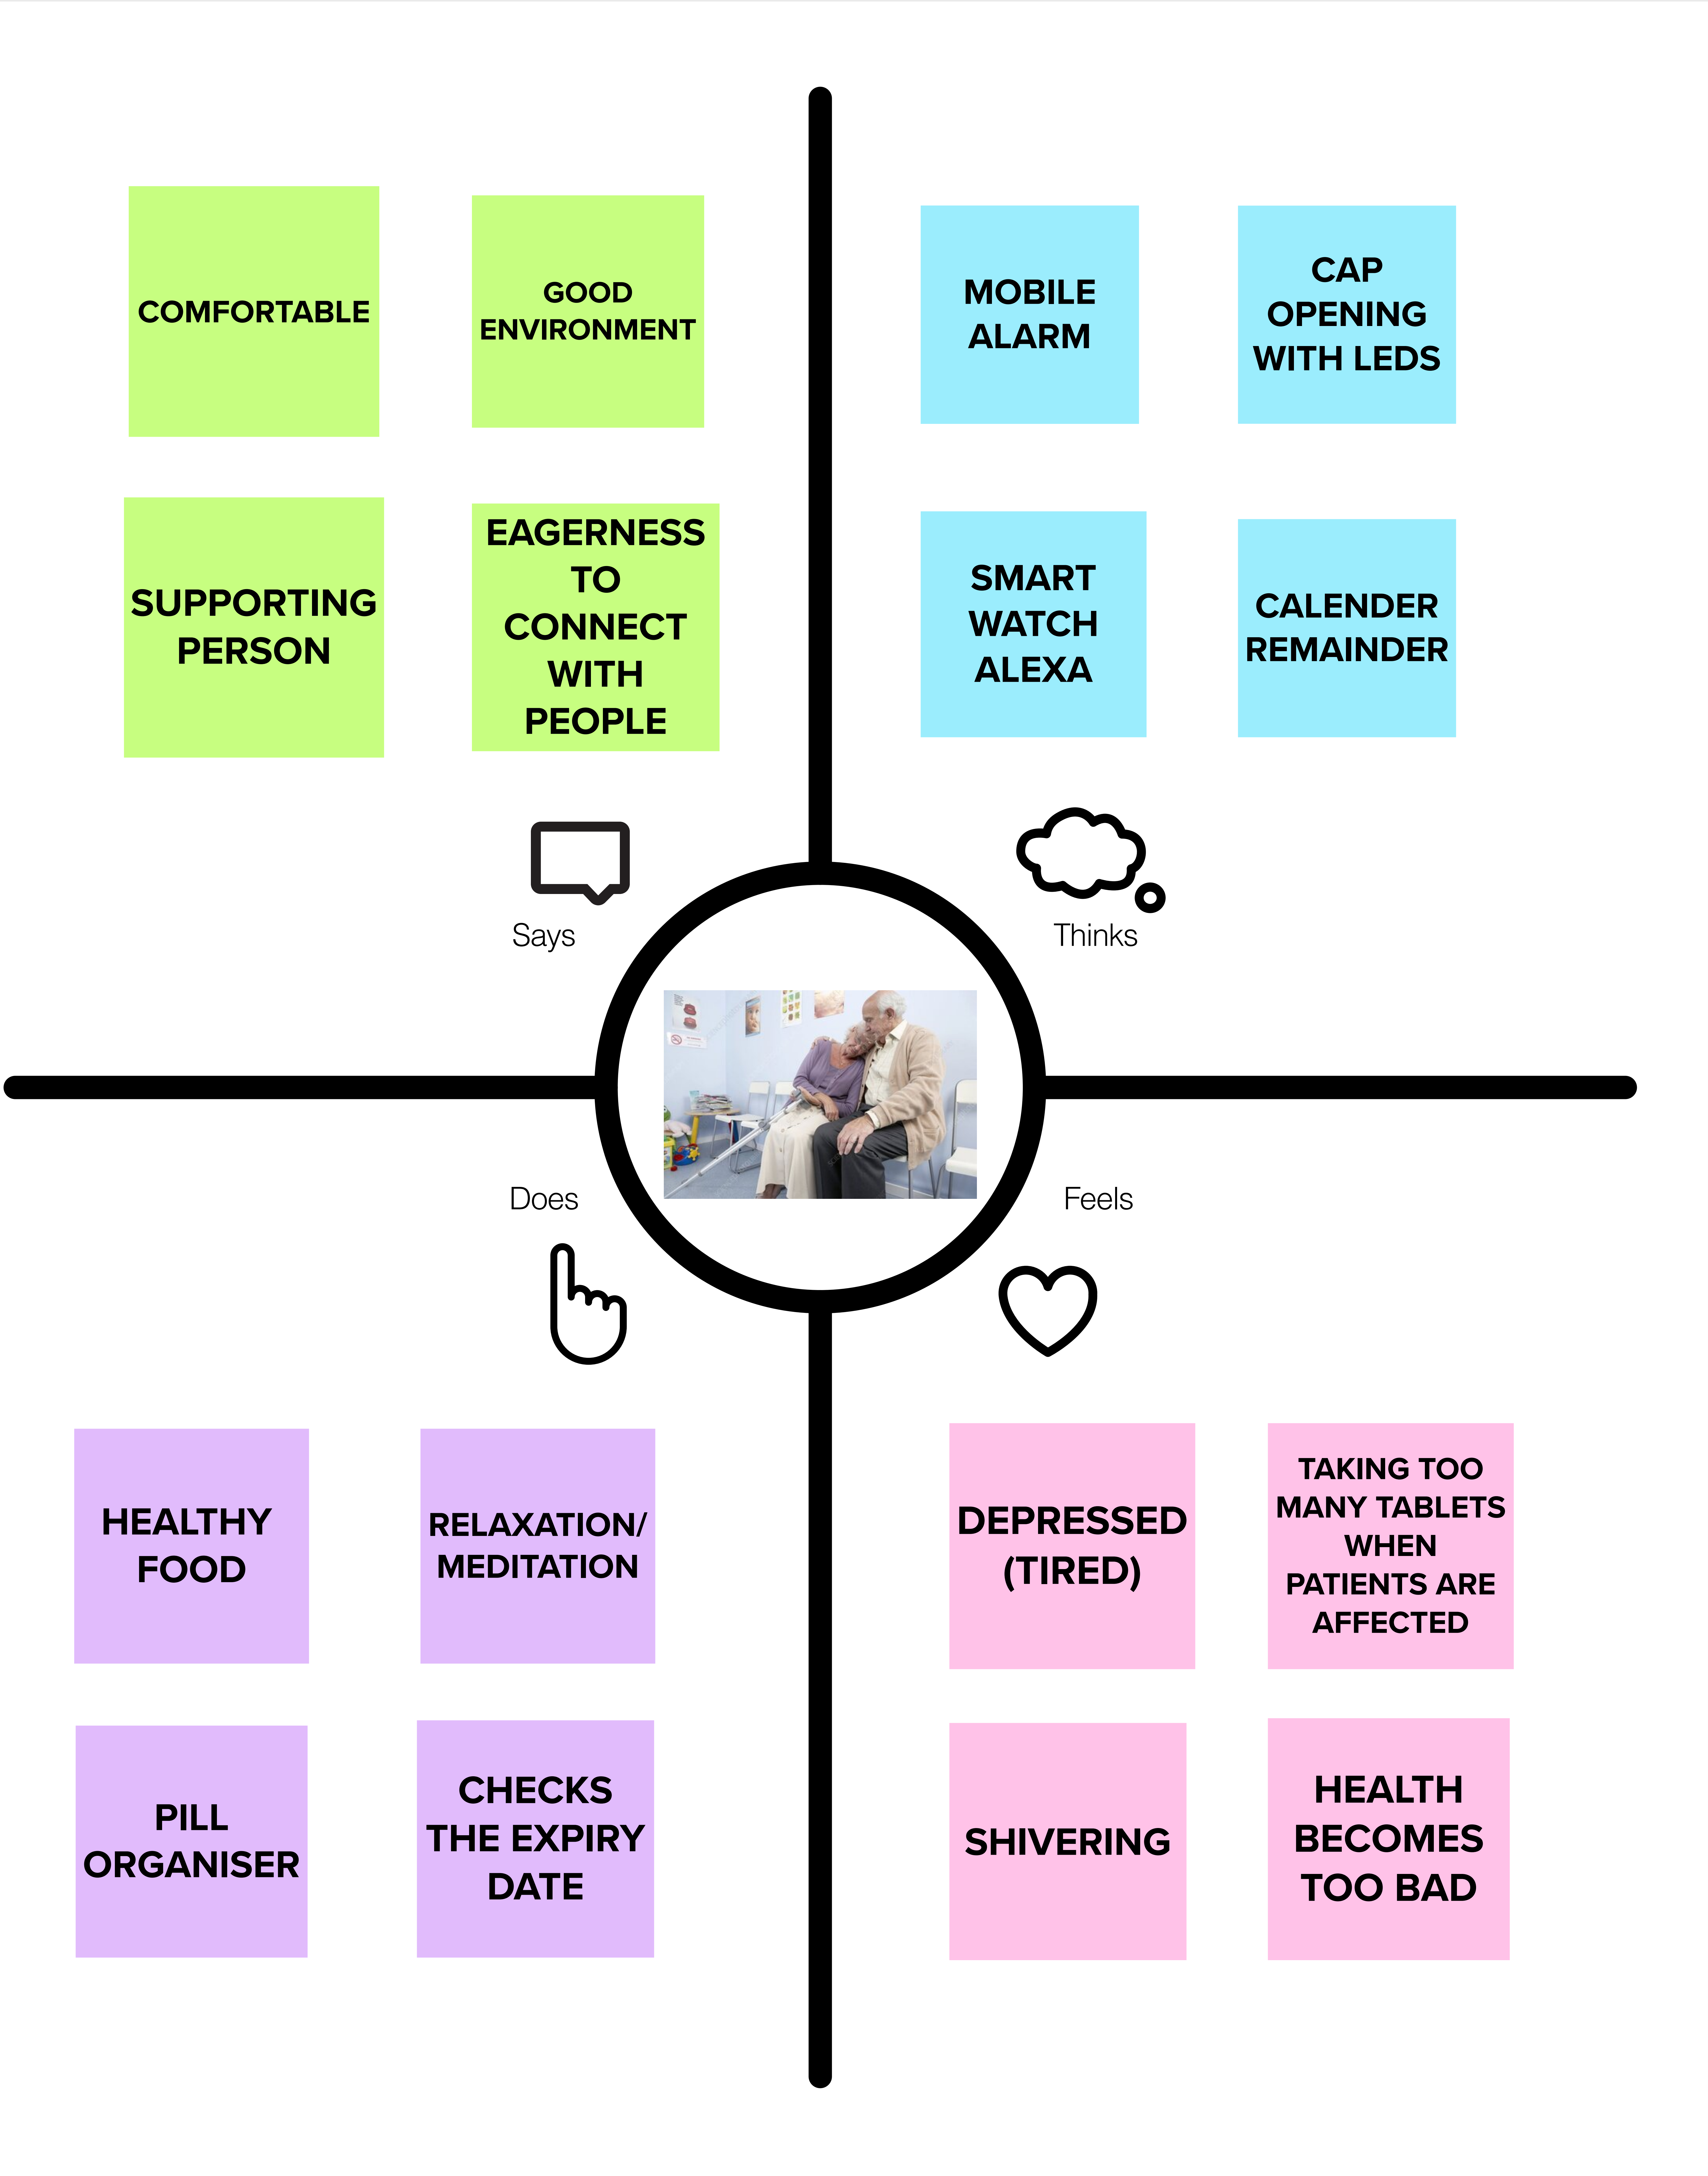 COMFORTABLE
GOOD
ENVIRONMENT
SUPPORTING
PERSON
EAGERNESS
TO
CONNECT
WITH
PEOPLE
MOBILE
ALARM
CAP
OPENING
WITH LEDS
SMART
WATCH
ALEXA
CALENDER
REMAINDER
Says
Thinks
Does
Feels
HEALTHY
FOOD
RELAXATION/
MEDITATION
PILL
ORGANISER
CHECKS
THE EXPIRY
DATE
DEPRESSED
(TIRED)
TAKING TOO
MANY TABLETS
WHEN
PATIENTS ARE
AFFECTED
SHIVERING
HEALTH
BECOMES
TOO BAD